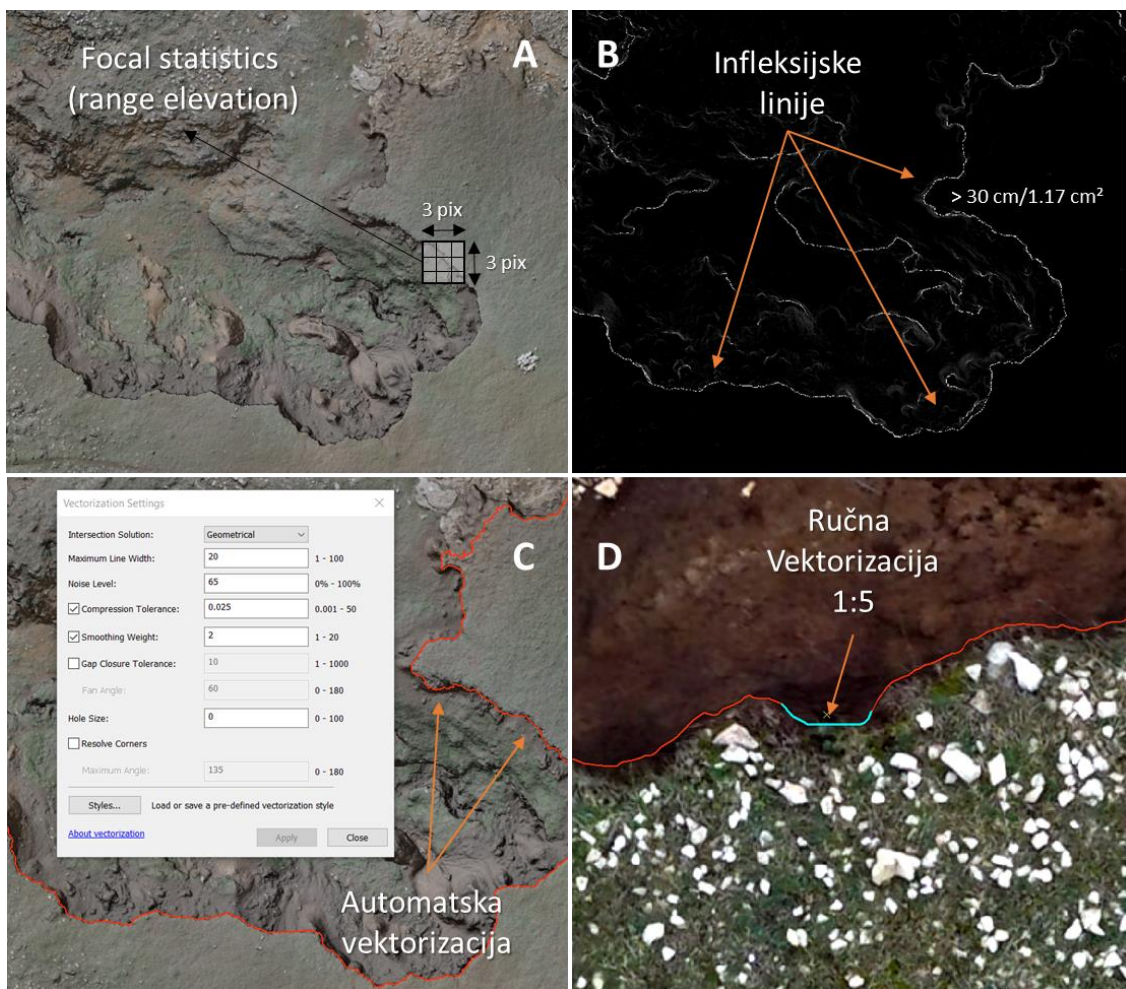 Focal statistics
(range elevation)
A
3 pix
3 pix
B
Infleksijske
linije
> 30 cm/1.17 cm²
Vectorization Settings
Intersection Solution: Geometrical
Maximum Line Width: 20 1 - 100
Noise Level: 65 0% - 100%
Compression Tolerance: 0.025 0.001 - 50
Smoothing Weight: 2 1 - 20
Gap Closure Tolerance: 10 1 - 1000
Fan Angle: 60 0 - 180
Hole Size: 0 0 - 100
Resolve Corners
Maximum Angle: 135 0 - 180
Styles... Load or save a pre-defined vectorization style
About vectorization Apply Close
C
Automatska
vektorizacija
D
Ručna
Vektorizacija
1:5